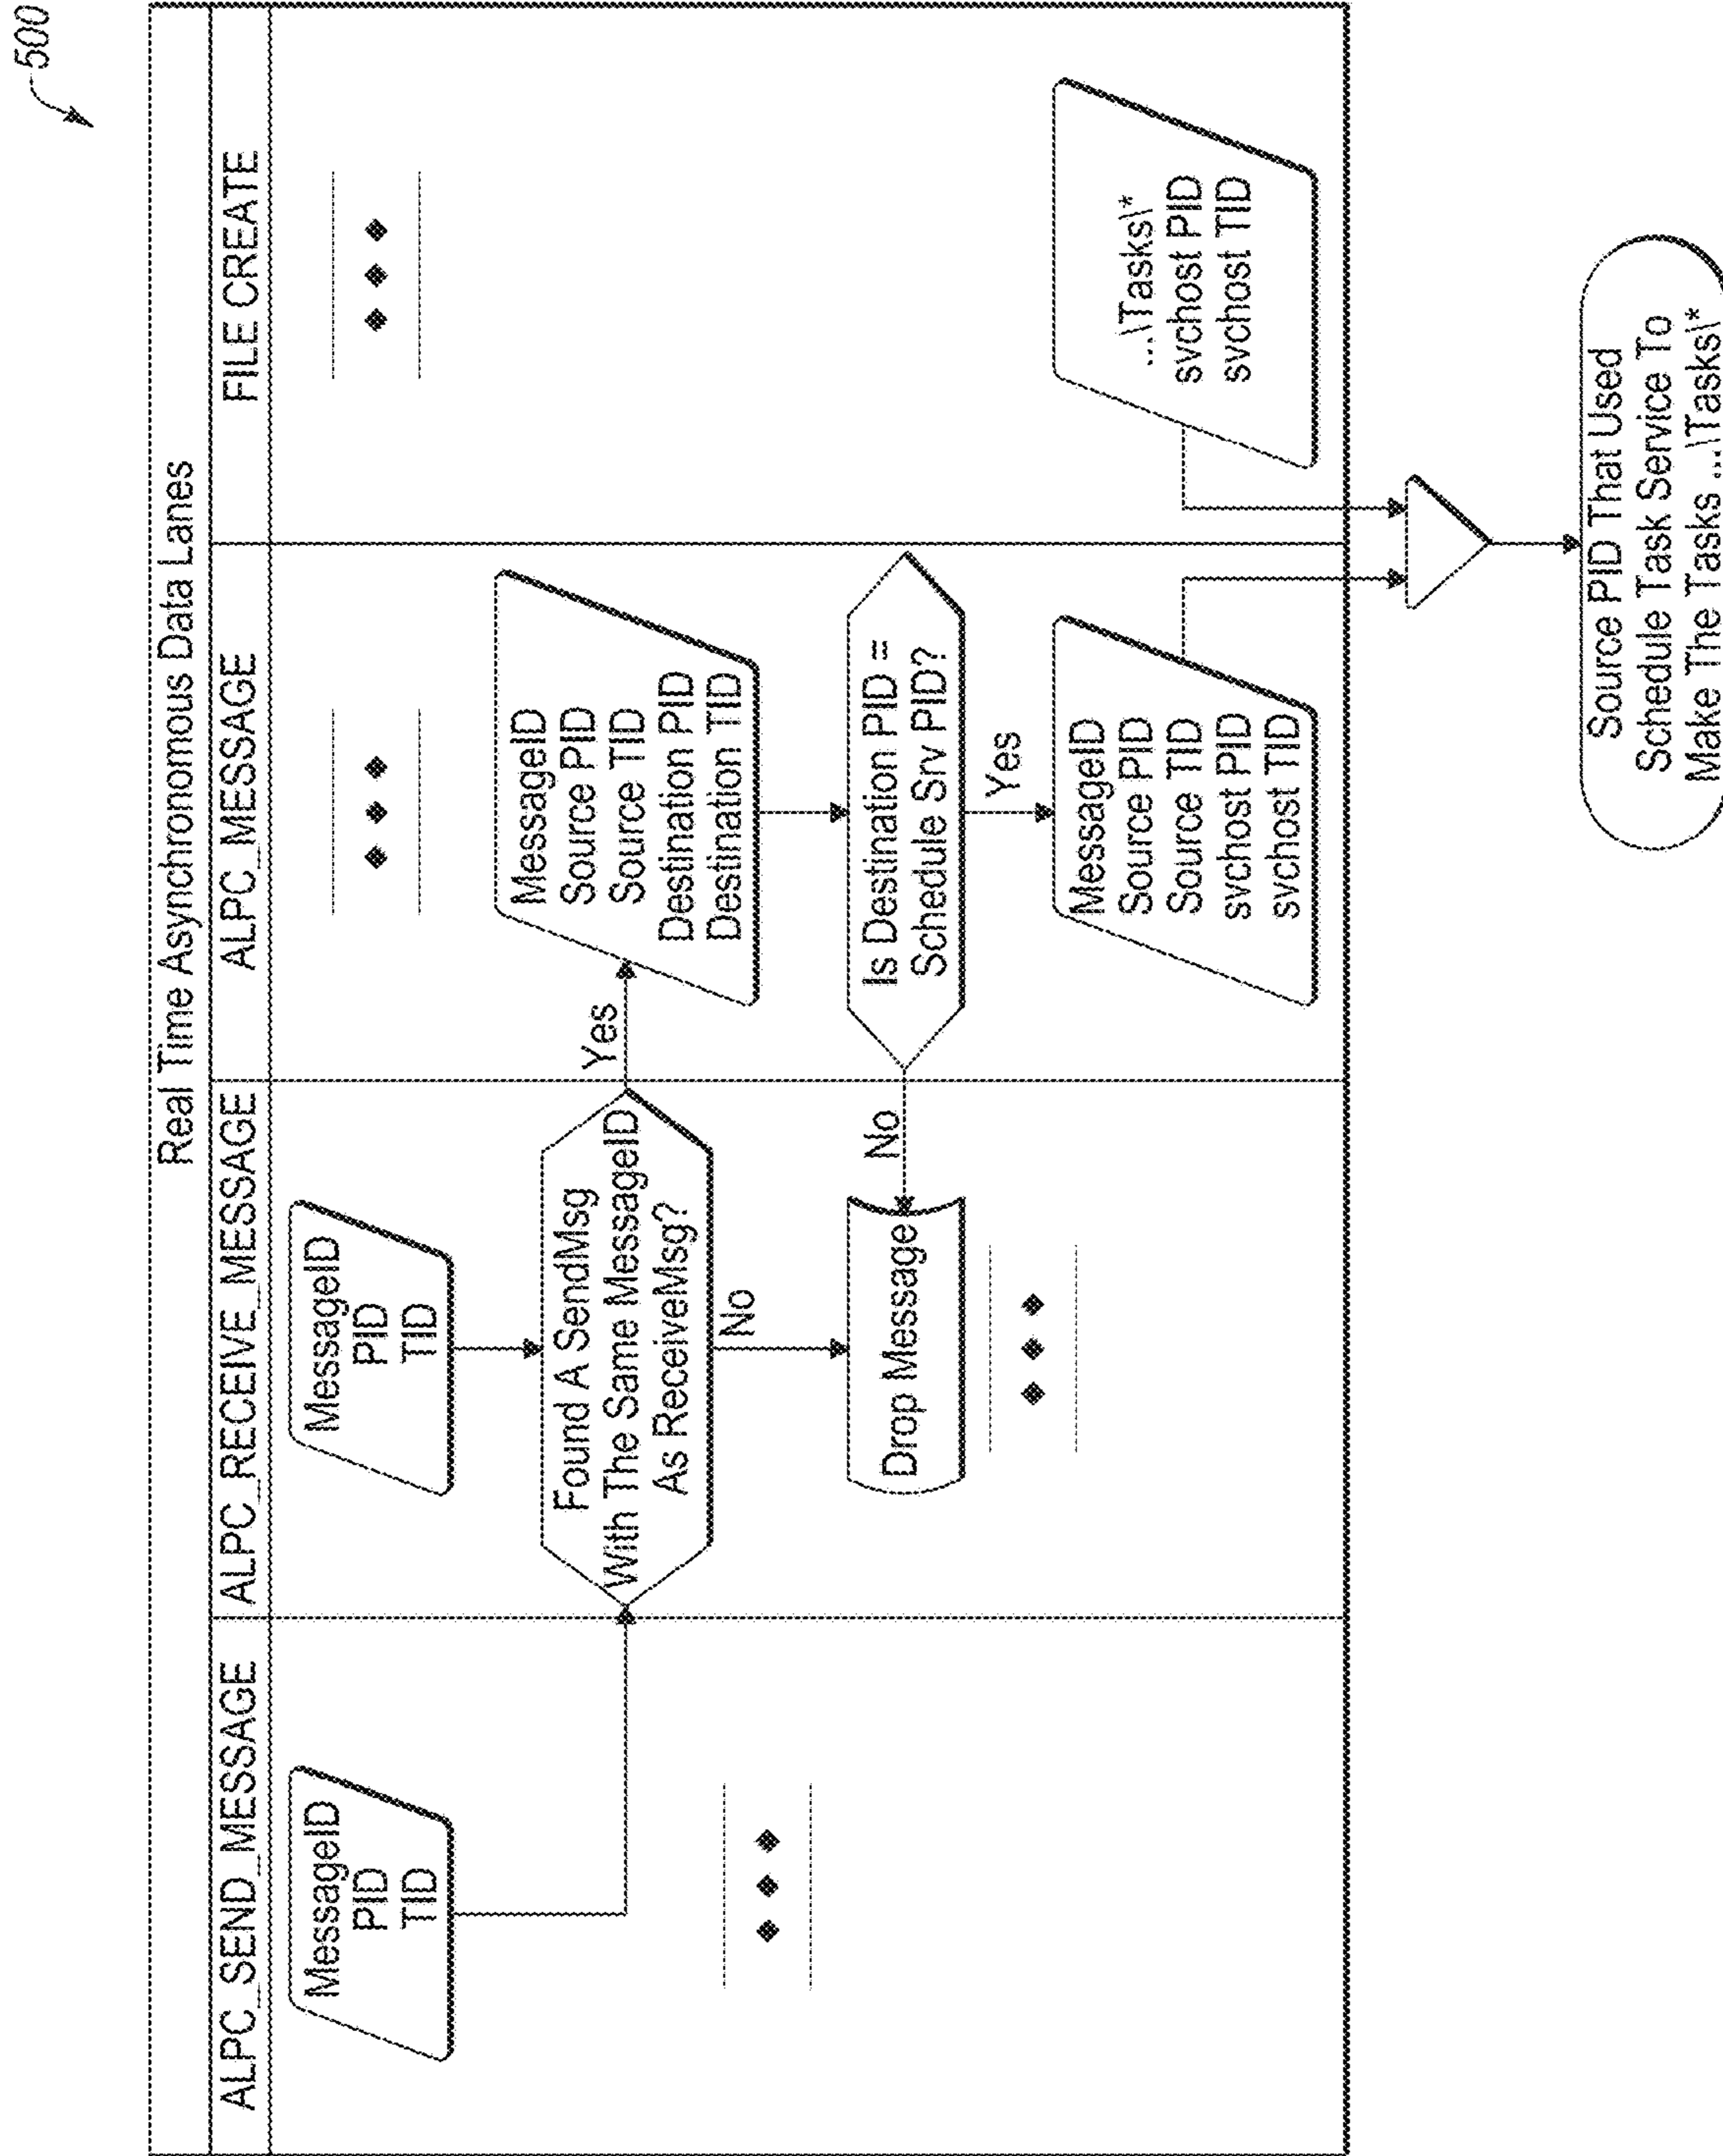 500
Real Time Asynchronomous Data Lanes
ALPC_SEND_MESSAGE
ALPC_RECEIVE_MESSAGE
ALPC_MESSAGE
FILE CREATE
MessageID
PID
TID
MessageID
PID
TID
Found A SendMsg
With The Same MessageID
As ReceiveMsg?
Yes
No
MessageID
Source PID
Source TID
Destination PID
Destination TID
Is Destination PID =
Schedule Srv PID?
No
Yes
Drop Message
MessageID
Source PID
Source TID
svchost PID
svchost TID
...\Tasks\*
svchost PID
svchost TID
Source PID That Used
Schedule Task Service To
Make The Tasks ...\Tasks\*